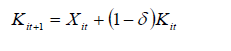 K_{it+1} = X_{it} + (1 − δ)K_{it}